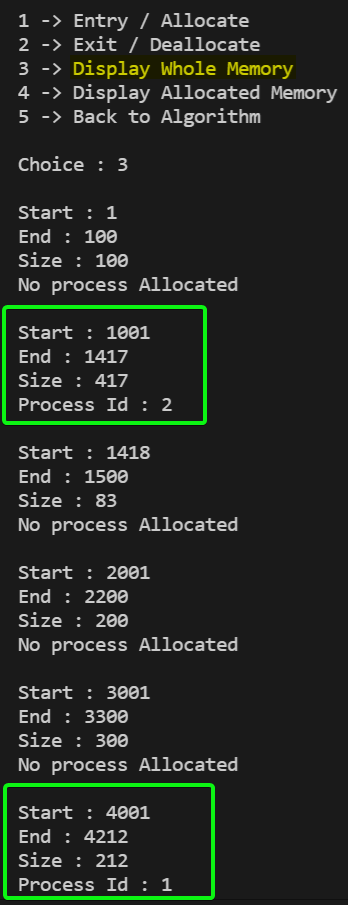 1 -> Entry / Allocate
2 -> Exit / Deallocate
3 -> Display Whole Memory
4 -> Display Allocated Memory
5 -> Back to Algorithm
Choice : 3
Start : 1
End : 100
Size : 100
No process Allocated
Start : 1001
End : 1417
Size : 417
Process Id : 2
Start : 1418
End : 1500
Size : 83
No process Allocated
Start : 2001
End : 2200
Size : 200
No process Allocated
Start : 3001
End : 3300
Size : 300
No process Allocated
Start : 4001
End : 4212
Size : 212
Process Id : 1